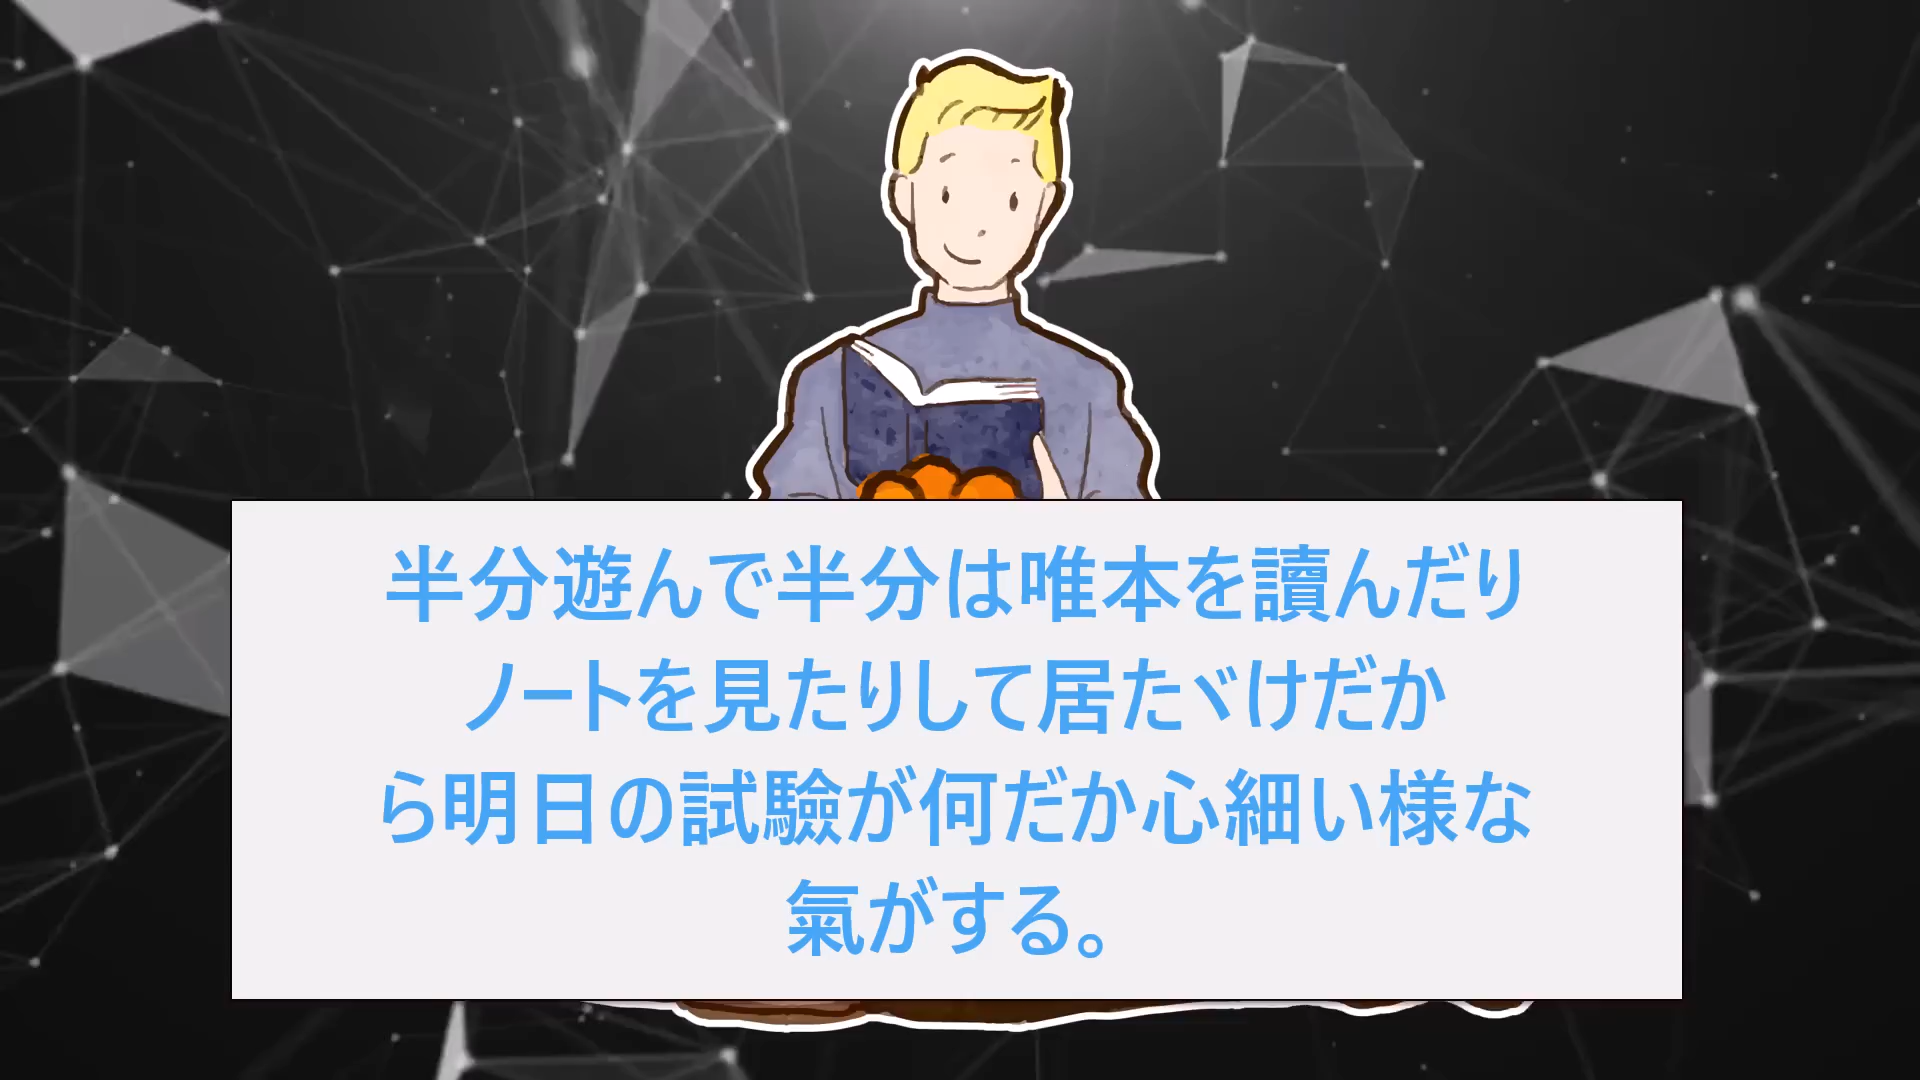 半分遊んで半分は唯本を讀んだり
ノートを見たりして居たヾけだか
ら明日の試驗が何だか心細い様な
氣がする。